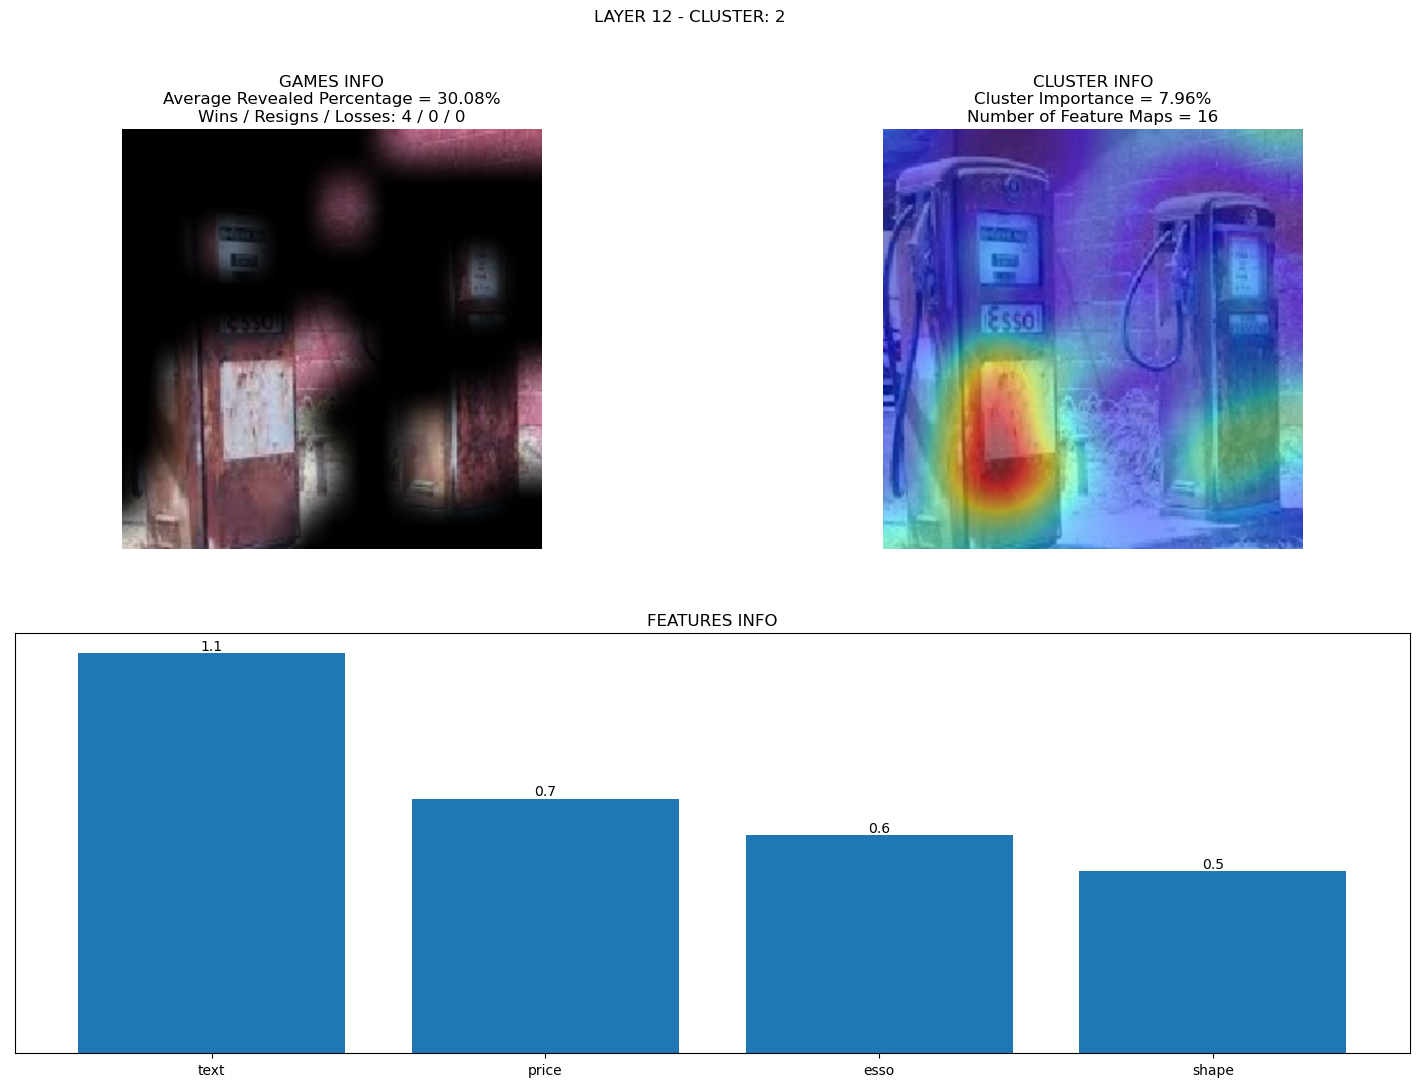 LAYER 12 - CLUSTER: 2
GAMES INFO
Average Revealed Percentage = 30.08%
Wins / Resigns / Losses: 4 / 0 / 0
CLUSTER INFO
Cluster Importance = 7.96%
Number of Feature Maps = 16
ESSO
ESSO
FEATURES INFO
1.1
0.7
0.6
0.5
text
price
esso
shape